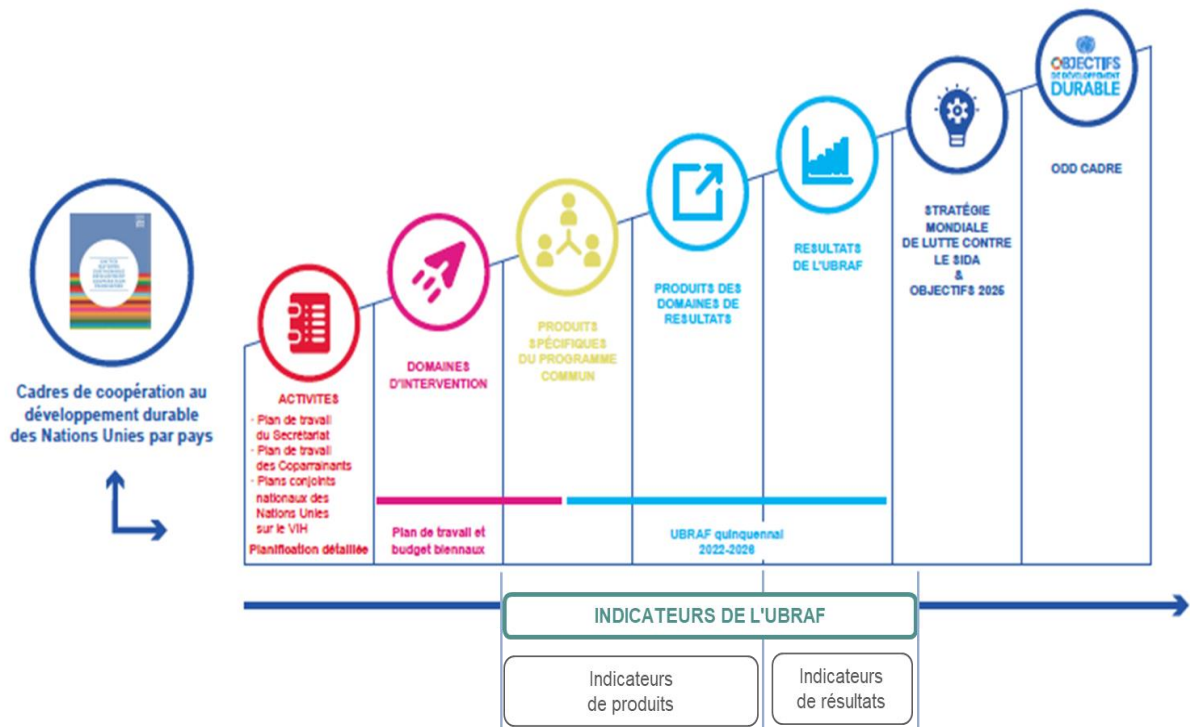 Cadres de coopération au
développement durable
des Nations Unies par pays
ACTIVITES
- Plan de travail
du Secrétariat
- Plan de travail
des Coparrainants
- Plans conjoints
nationaux des
Nations Unies
sur le VIH
Planification détaillée
DOMAINES
D'INTERVENTION
Plan de travail et
budget biennaux
PRODUITS
SPÉCIFIQUES
DU PROGRAMME
COMMUN
PRODUITS DES
DOMAINES DE
RESULTATS
UBRAF quinquennal
2022-2026
RESULTATS
DE L'UBRAF
STRATÉGIE
MONDIALE
DE LUTTE CONTRE
LE SIDA
&
OBJECTIFS 2025
OBJECTIFS
DE DÉVELOPPEMENT
DURABLE
ODD CADRE
INDICATEURS DE L'UBRAF
Indicateurs
de produits
Indicateurs
de résultats